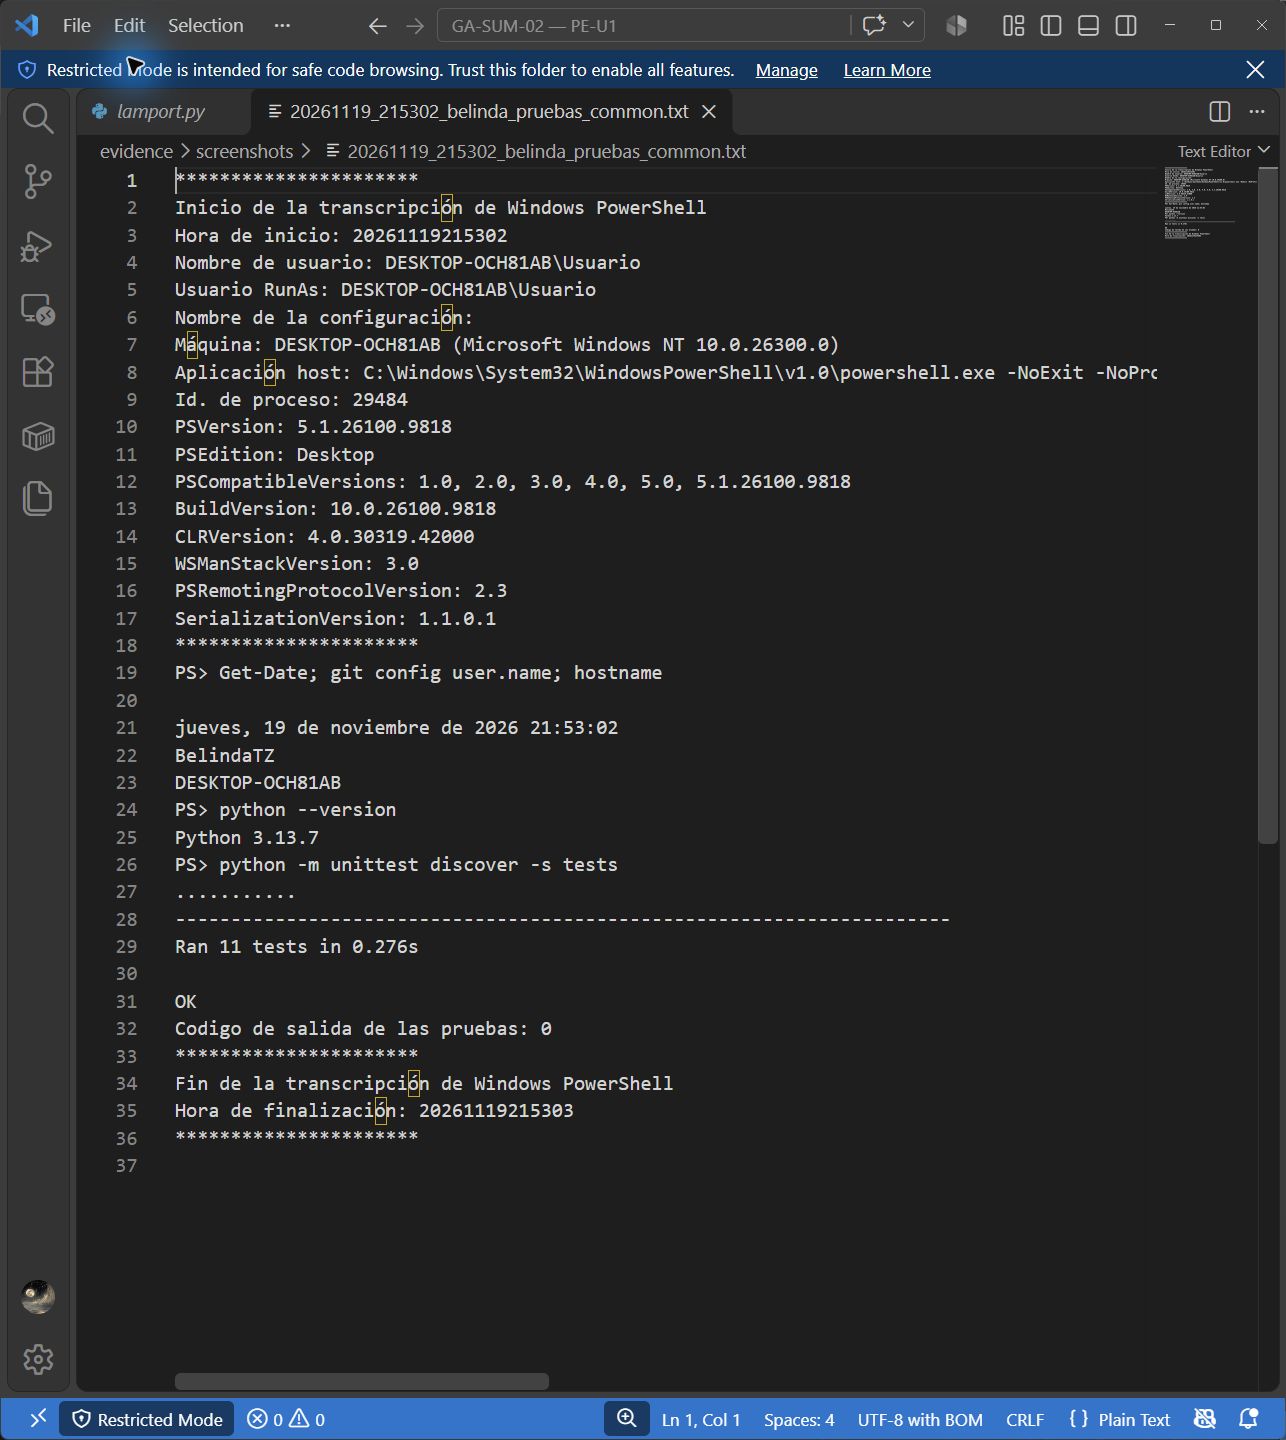 File Edit Selection ··· GA-SUM-02 — PE-U1
Restricted Mode is intended for safe code browsing. Trust this folder to enable all features. Manage Learn More
lamport.py 20261119_215302_belinda_pruebas_common.txt
evidence > screenshots > 20261119_215302_belinda_pruebas_common.txt Text Editor
1 **********************
2 Inicio de la transcripción de Windows PowerShell
3 Hora de inicio: 20261119215302
4 Nombre de usuario: DESKTOP-OCH81AB\Usuario
5 Usuario RunAs: DESKTOP-OCH81AB\Usuario
6 Nombre de la configuración:
7 Máquina: DESKTOP-OCH81AB (Microsoft Windows NT 10.0.26300.0)
8 Aplicación host: C:\Windows\System32\WindowsPowerShell\v1.0\powershell.exe -NoExit -NoPro
9 Id. de proceso: 29484
10 PSVersion: 5.1.26100.9818
11 PSEdition: Desktop
12 PSCompatibleVersions: 1.0, 2.0, 3.0, 4.0, 5.0, 5.1.26100.9818
13 BuildVersion: 10.0.26100.9818
14 CLRVersion: 4.0.30319.42000
15 WSManStackVersion: 3.0
16 PSRemotingProtocolVersion: 2.3
17 SerializationVersion: 1.1.0.1
18 **********************
19 PS> Get-Date; git config user.name; hostname
20
21 jueves, 19 de noviembre de 2026 21:53:02
22 BelindaTZ
23 DESKTOP-OCH81AB
24 PS> python --version
25 Python 3.13.7
26 PS> python -m unittest discover -s tests
27 ...........
28 ----------------------------------------------------------------------
29 Ran 11 tests in 0.276s
30
31 OK
32 Codigo de salida de las pruebas: 0
33 **********************
34 Fin de la transcripción de Windows PowerShell
35 Hora de finalización: 20261119215303
36 **********************
37
Restricted Mode 0 0 Ln 1, Col 1 Spaces: 4 UTF-8 with BOM CRLF { } Plain Text